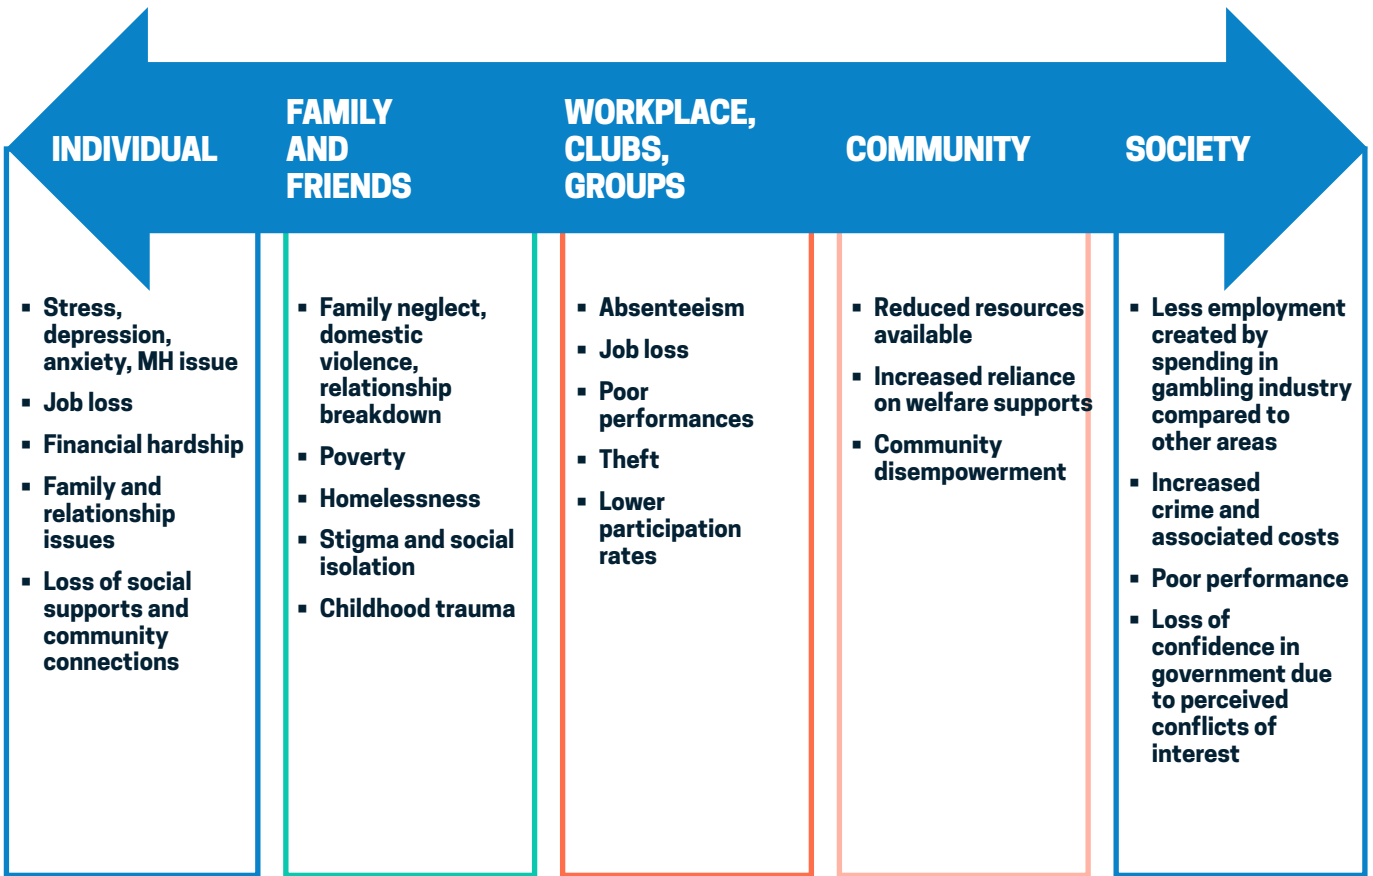 INDIVIDUAL
FAMILY
AND
FRIENDS
WORKPLACE,
CLUBS,
GROUPS
COMMUNITY
SOCIETY
▪ Stress,
depression,
anxiety, MH issue
▪ Job loss
▪ Financial hardship
▪ Family and
relationship
issues
▪ Loss of social
supports and
community
connections
▪ Family neglect,
domestic
violence,
relationship
breakdown
▪ Poverty
▪ Homelessness
▪ Stigma and social
isolation
▪ Childhood trauma
▪ Absenteeism
▪ Job loss
▪ Poor
performances
▪ Theft
▪ Lower
participation
rates
▪ Reduced resources
available
▪ Increased reliance
on welfare supports
▪ Community
disempowerment
▪ Less employment
created by
spending in
gambling industry
compared to
other areas
▪ Increased
crime and
associated costs
▪ Poor performance
▪ Loss of
confidence in
government due
to perceived
conflicts of
interest